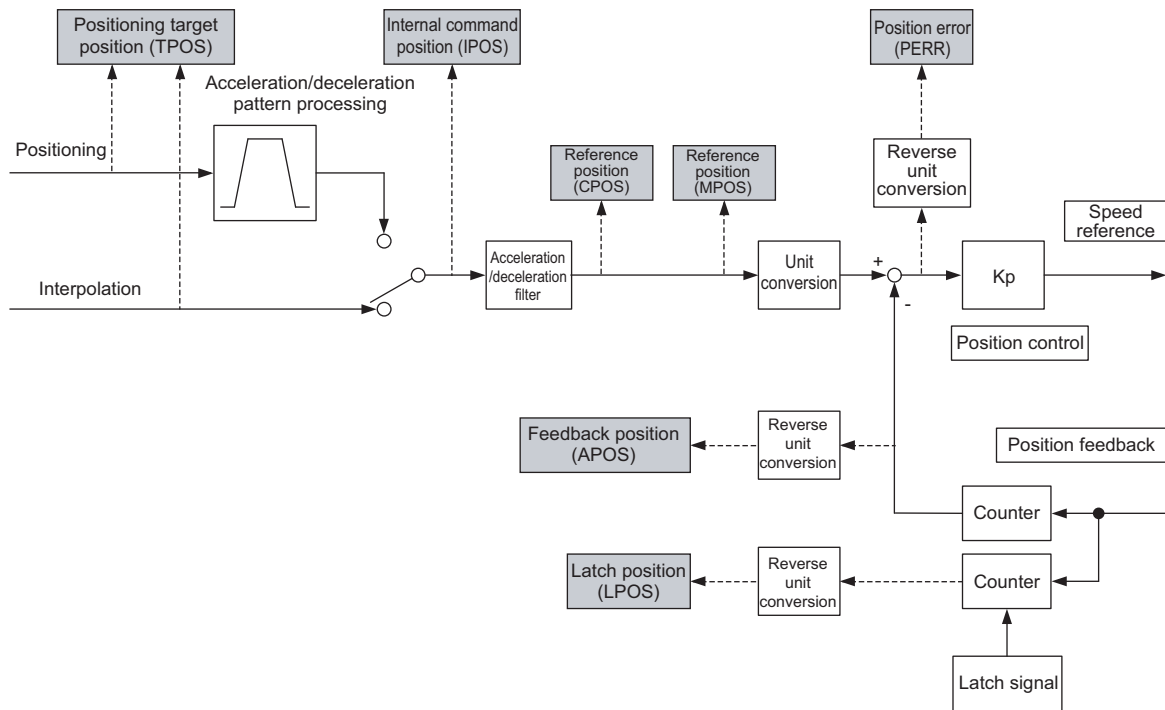 Positioning target
position (TPOS)
Internal command
position (IPOS)
Position error
(PERR)
Acceleration/deceleration
pattern processing
Positioning
Reference
position
(CPOS)
Reference
position
(MPOS)
Reverse
unit
conversion
Speed
reference
Interpolation
Acceleration
/deceleration
filter
Unit
conversion
+
-
Kp
Position control
Feedback position
(APOS)
Reverse
unit
conversion
Position feedback
Counter
Latch position
(LPOS)
Reverse
unit
conversion
Counter
Latch signal